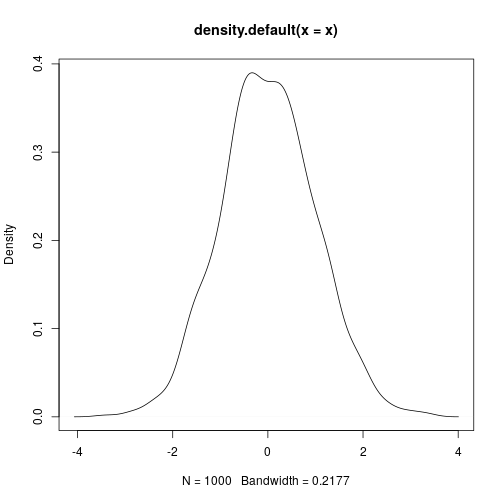 density.default(x = x)
Density
0.4
0.3
0.2
0.1
0.0
-4 -2 0 2 4
N = 1000 Bandwidth = 0.2177